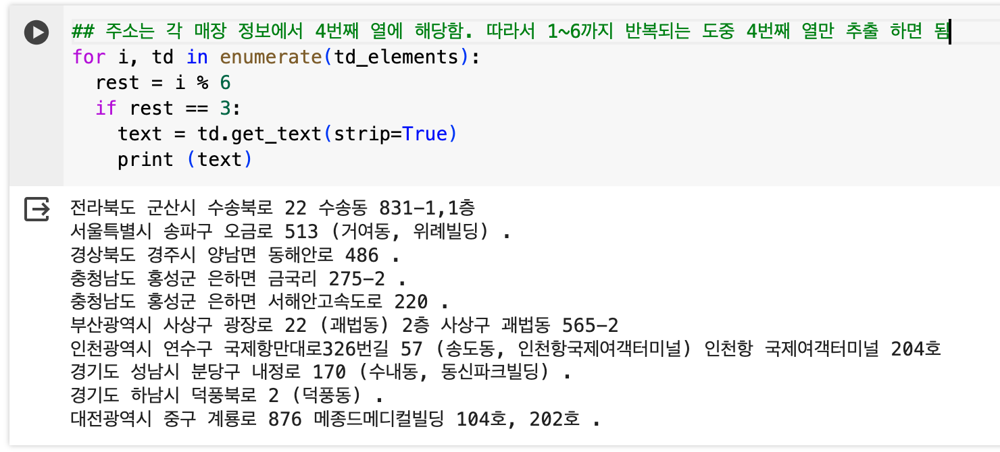 ## 주소는 각 매장 정보에서 4번째 열에 해당함. 따라서 1~6까지 반복되는 도중 4번째 열만 추출 하면 됨
for i, td in enumerate(td_elements):
  rest = i % 6
  if rest == 3:
    text = td.get_text(strip=True)
    print (text)
전라북도 군산시 수송북로 22 수송동 831-1,1층
서울특별시 송파구 오금로 513 (거여동, 위례빌딩) .
경상북도 경주시 양남면 동해안로 486 .
충청남도 홍성군 은하면 금국리 275-2 .
충청남도 홍성군 은하면 서해안고속도로 220 .
부산광역시 사상구 광장로 22 (괘법동) 2층 사상구 괘법동 565-2
인천광역시 연수구 국제항만대로326번길 57 (송도동, 인천항국제여객터미널) 인천항 국제여객터미널 204호
경기도 성남시 분당구 내정로 170 (수내동, 동신파크빌딩) .
경기도 하남시 덕풍북로 2 (덕풍동) .
대전광역시 중구 계룡로 876 메종드메디컬빌딩 104호, 202호 .